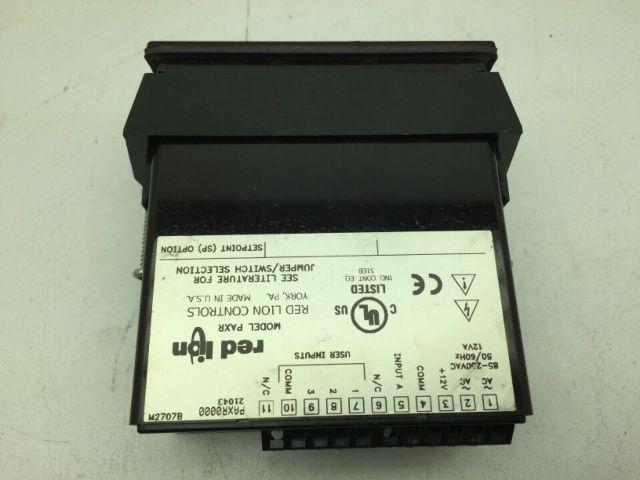 M2707B
PAXR0000
21043
1 2 3 4 5 6 7 8 9 10 11
AC~ AC~ +12V COMM INPUT A N/C 1 2 3 COMM N/C
USER INPUTS
85-250VAC
50/60Hz
12VA
red lion
MODEL PAXR
RED LION CONTROLS
YORK, PA. MADE IN U.S.A.
C UL US
LISTED
IND. CONT. EQ.
51EB
CE
SEE LITERATURE FOR
JUMPER/SWITCH SELECTION
SETPOINT (SP) OPTION